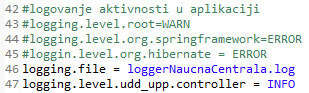 42 #logovanje aktivnosti u aplikaciji
43 #logging.level.root=WARN
44 #logging.level.org.springframework=ERROR
45 #loggin.level.org.hibernate = ERROR
46 logging.file = loggerNaucnaCentrala.log
47 logging.level.udd_upp.controller = INFO